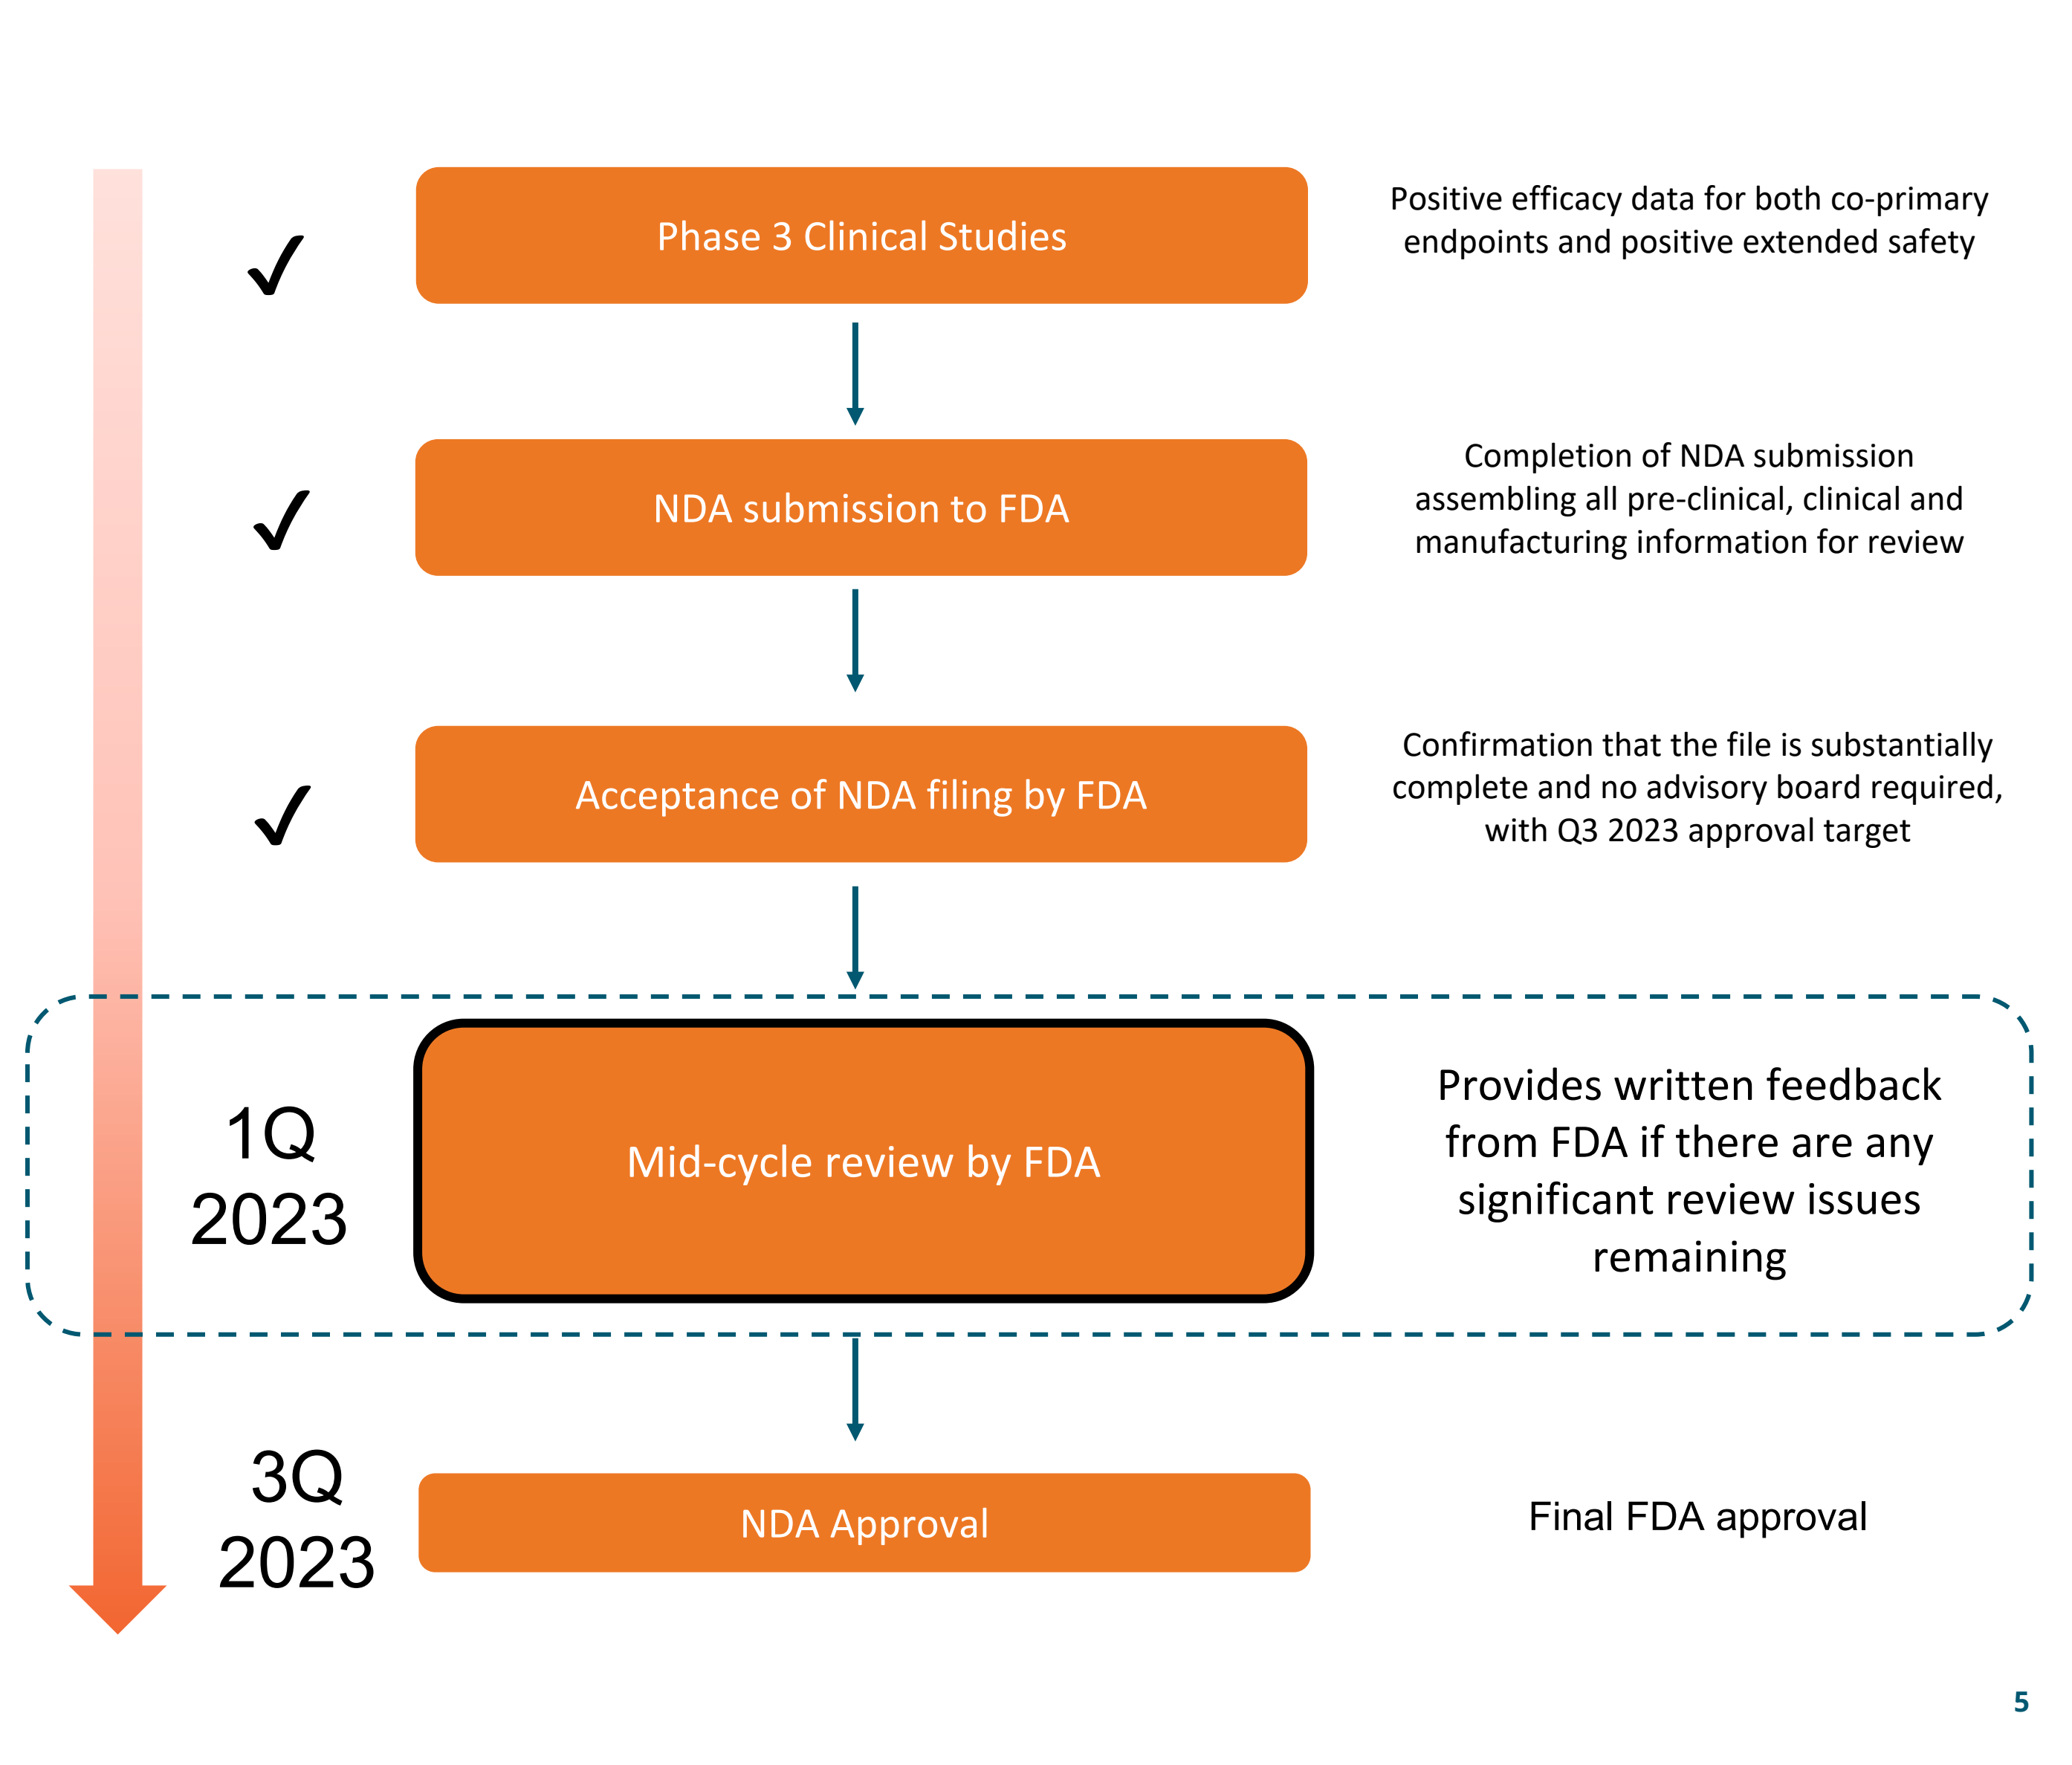 Phase 3 Clinical Studies
Positive efficacy data for both co-primary
endpoints and positive extended safety
NDA submission to FDA
Completion of NDA submission
assembling all pre-clinical, clinical and
manufacturing information for review
Acceptance of NDA filing by FDA
Confirmation that the file is substantially
complete and no advisory board required,
with Q3 2023 approval target
1Q
2023
Mid-cycle review by FDA
Provides written feedback
from FDA if there are any
significant review issues
remaining
3Q
2023
NDA Approval
Final FDA approval
5